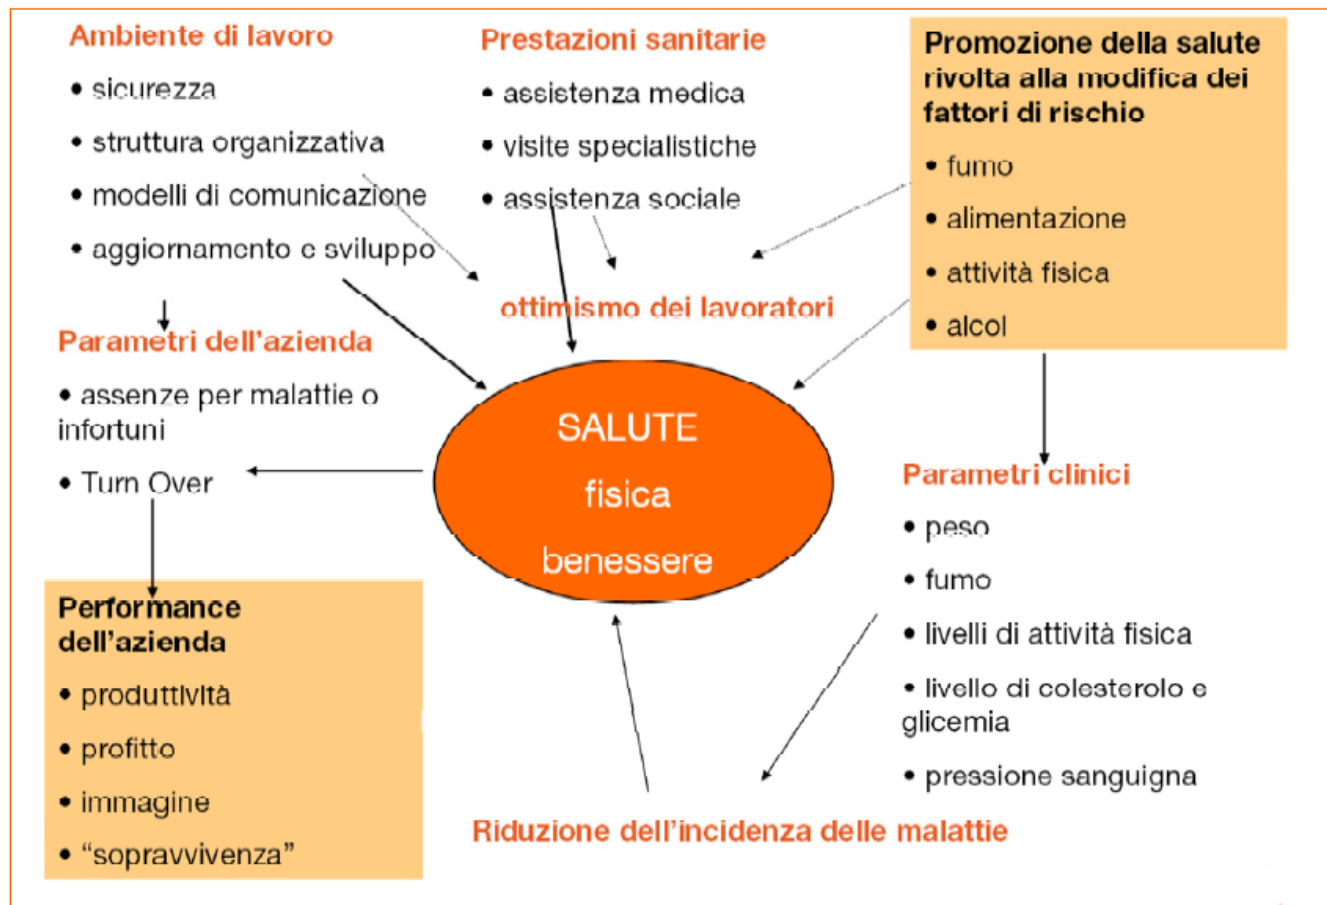 Ambiente di lavoro
• sicurezza
• struttura organizzativa
• modelli di comunicazione
• aggiornamento e sviluppo
Prestazioni sanitarie
• assistenza medica
• visite specialistiche
• assistenza sociale
Promozione della salute
rivolta alla modifica dei
fattori di rischio
• fumo
• alimentazione
• attività fisica
• alcol
ottimismo dei lavoratori
Parametri dell'azienda
• assenze per malattie o
infortuni
• Turn Over
SALUTE
fisica
benessere
Parametri clinici
• peso
• fumo
• livelli di attività fisica
• livello di colesterolo e
glicemia
• pressione sanguigna
Performance
dell'azienda
• produttività
• profitto
• immagine
• “sopravvivenza”
Riduzione dell'incidenza delle malattie